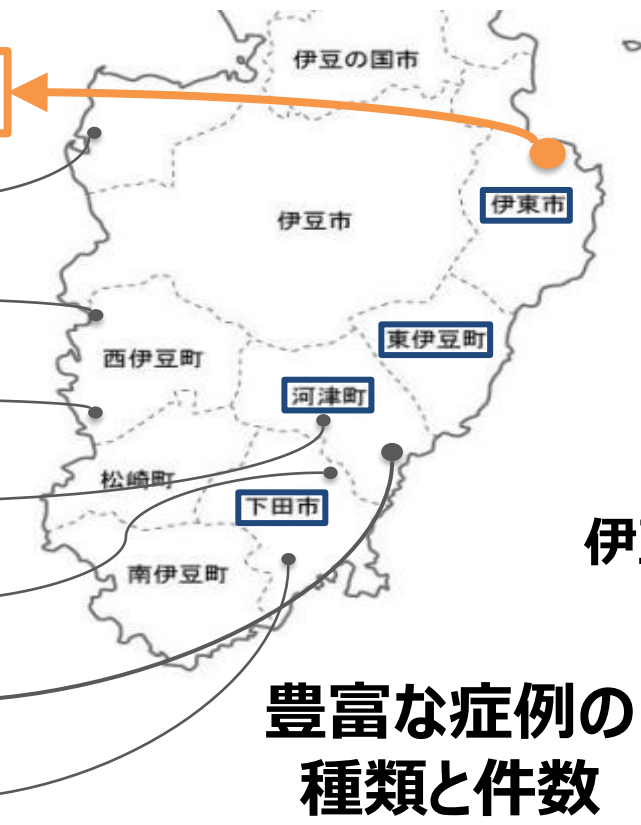 伊豆の国市
伊東市
伊豆市
東伊豆町
西伊豆町
河津町
松崎町
下田市
伊
南伊豆町
豊富な症例の
種類と件数